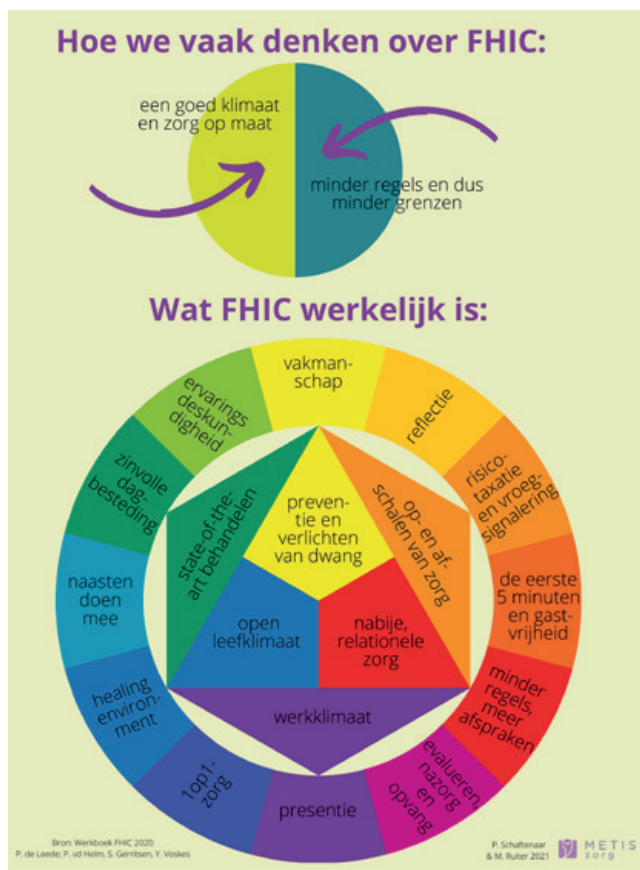 Hoe we vaak denken over FHIC:
een goed klimaat
en zorg op maat
minder regels en dus
minder grenzen
Wat FHIC werkelijk is:
vakman-
schap
reflectie
risico-
taxatie
en vroeg-
signalering
de eerste
5 minuten
en gast-
vrijheid
minder
regels,
meer
afspraken
evalueren,
nazorg
en
opvang
presentie
1op1-
zorg
healing
environ-
ment
naasten
doen
mee
zinvolle
dag-
besteding
ervarings
deskun-
digheid
preven-
tie en
verlichten
van dwang
op- en af-
schalen van zorg
nabije,
relationele
zorg
werkklimaat
open
leefklimaat
state-of-the-
art behandelen
Bron: Werkboek FHIC 2020
P. de Leede; P. vd Helm, S. Gerritsen, Y. Voskes
P. Schaftenaar
& M. Ruiter 2021
METIS
zorg